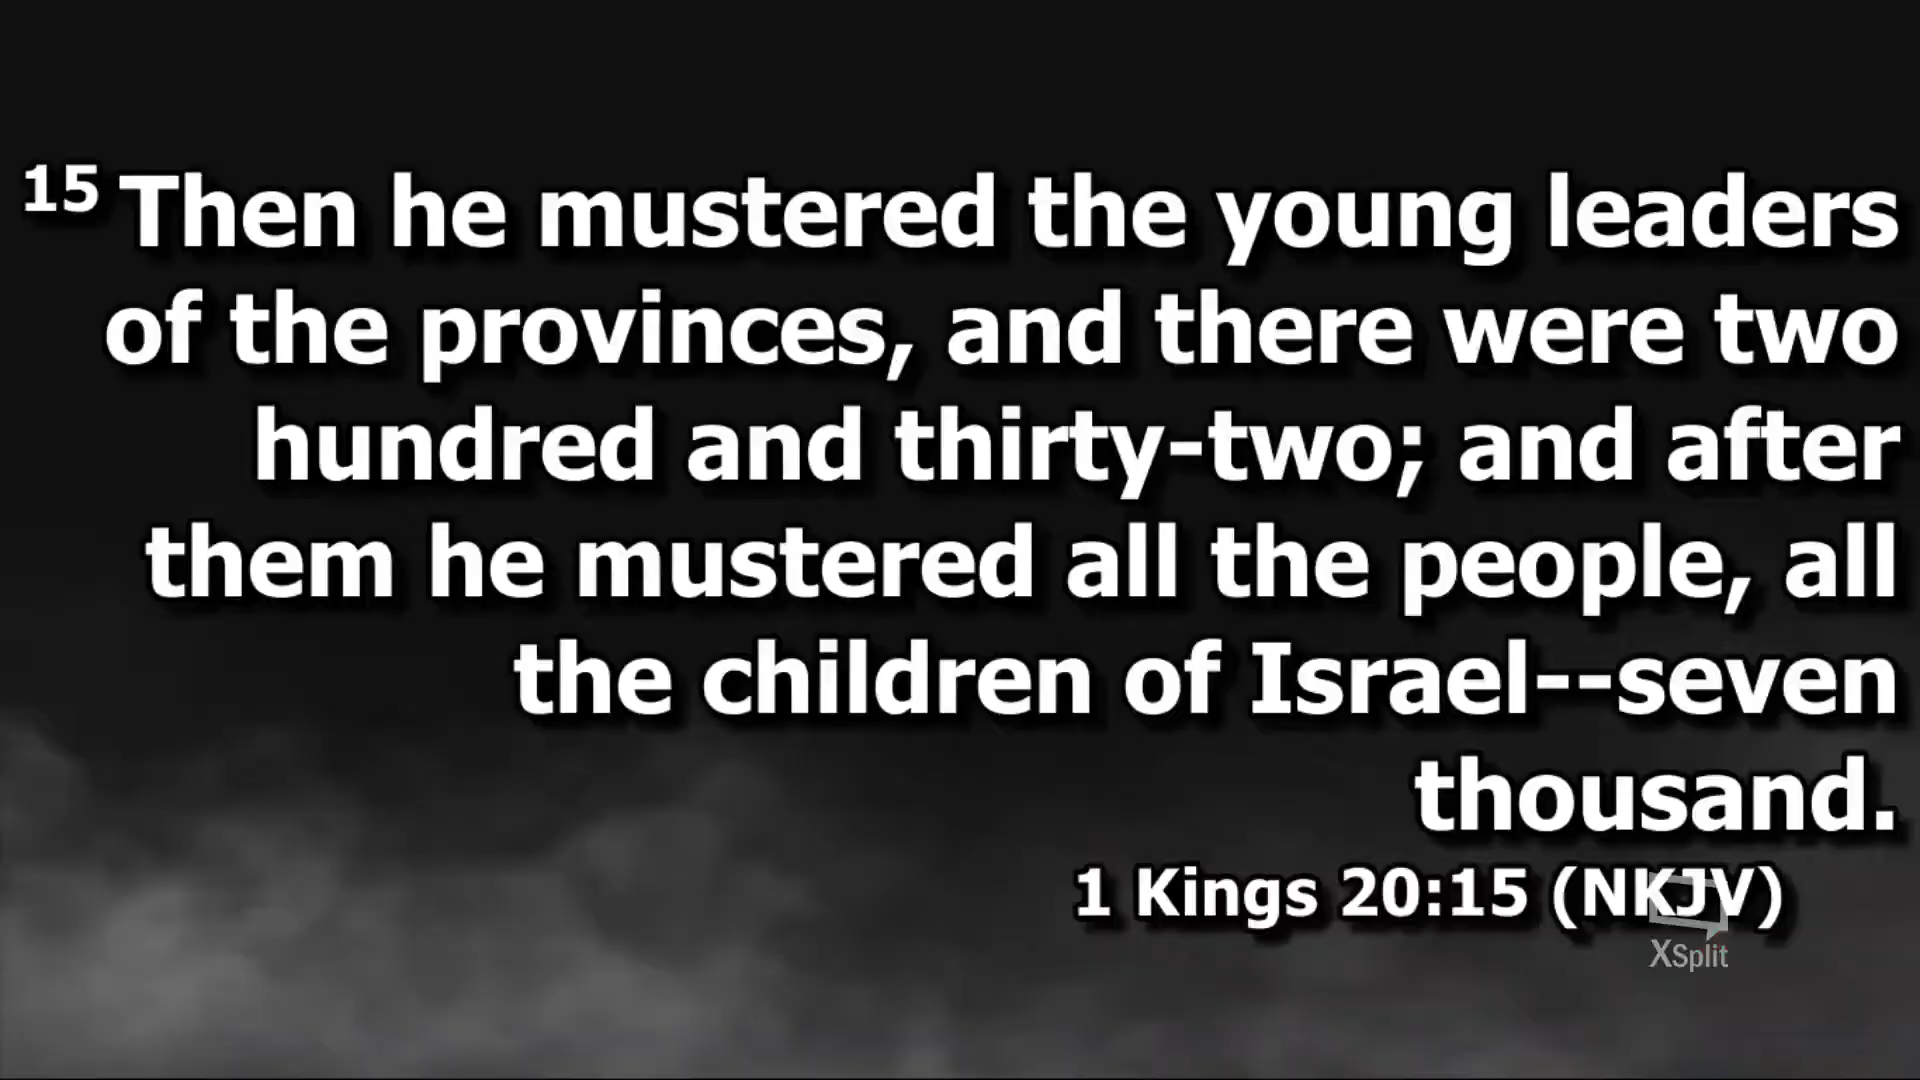 15 Then he mustered the young leaders
of the provinces, and there were two
hundred and thirty-two; and after
them he mustered all the people, all
the children of Israel--seven
thousand.
1 Kings 20:15 (NKJV)
XSplit